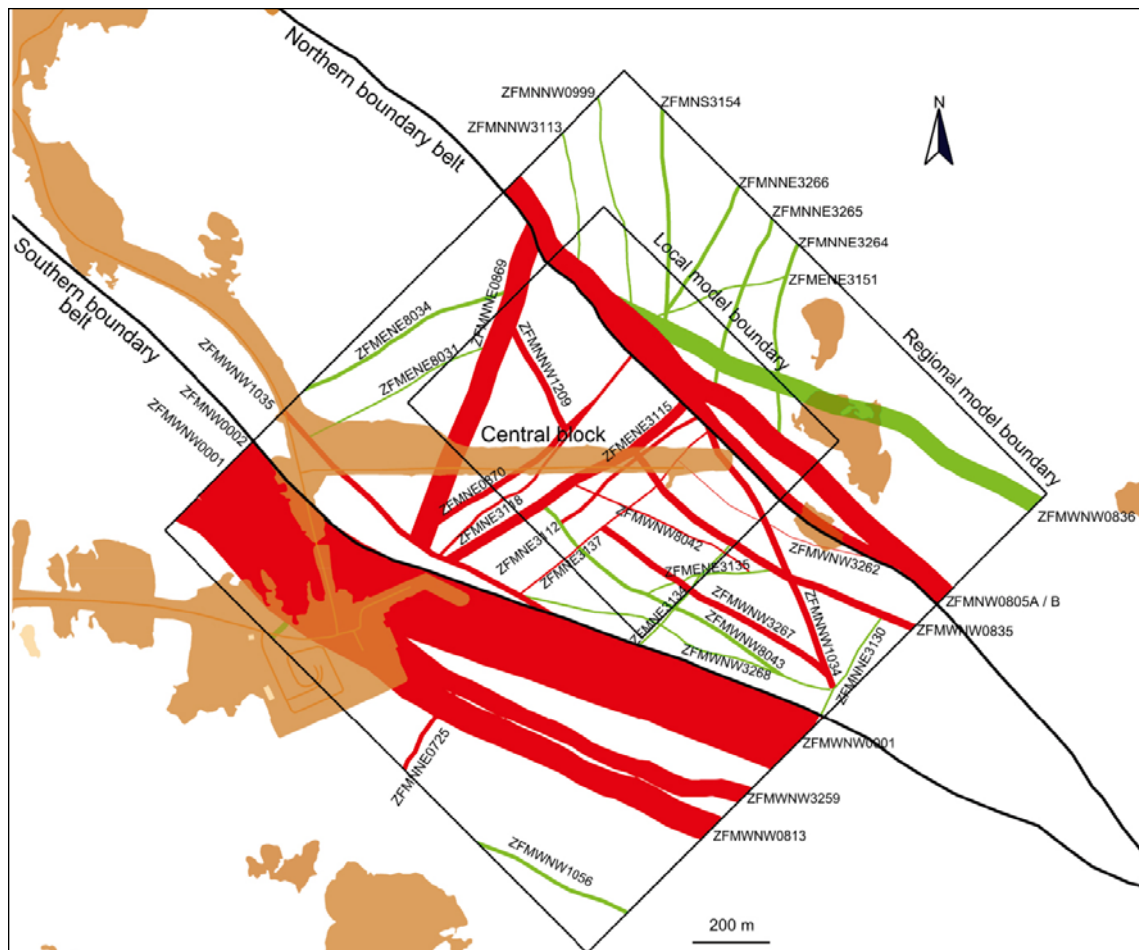 ZFMNNW0999
ZFMNS3154
N
Northern boundary belt
ZFMNNW3113
ZFMNNE3266
ZFMNNE3265
ZFMNNE3264
ZFMENE3151
Local model boundary
Regional model boundary
Southern boundary
belt
ZFMNNE0869
ZFMENE8034
ZFMENE8031
ZFMNNW1209
ZFMWNW1035
ZFMNW0002
ZFMWNW0001
Central block
ZFMENE3115
ZFMNE0870
ZFMNE3118
ZFMNE3112
ZFMNE3137
ZFMWNW8042
ZFMWNW0836
ZFMENE3135
ZFMWNW3262
ZFMNE3134
ZFMWNW3267
ZFMWNW8043
ZFMWNW3268
ZFMNNW1034
ZFMNNE3130
ZFMNW0805A / B
ZFMWNW0835
ZFMWNW0001
ZFMNNE0725
ZFMWNW3259
ZFMWNW0813
ZFMWNW1056
200 m